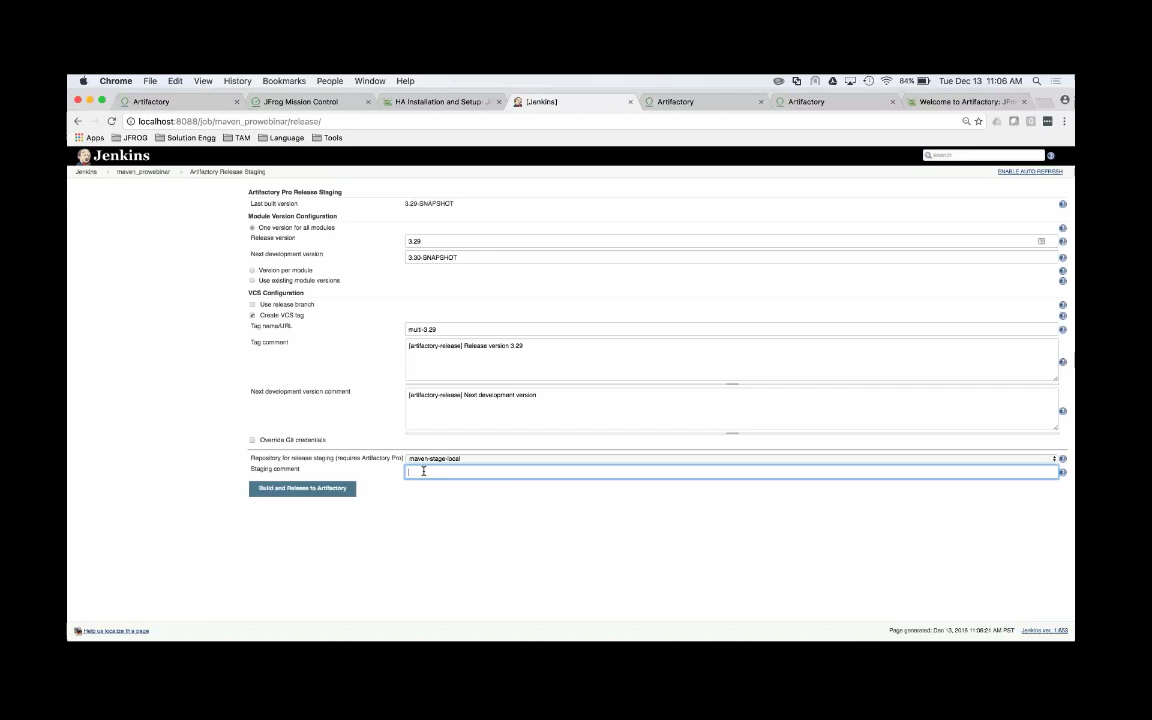 Chrome File Edit View History Bookmarks People Window Help 84% Tue Dec 13 11:06 AM
Artifactory JFrog Mission Control HA Installation and Setup [Jenkins] Artifactory Artifactory Welcome to Artifactory: JFr
localhost:8088/job/maven_prowebinar/release/
Apps JFROG Solution Engg TAM Language Tools
Jenkins search
Jenkins maven_prowebinar Artifactory Release Staging ENABLE AUTO REFRESH
Artifactory Pro Release Staging
Last built version 3.29-SNAPSHOT
Module Version Configuration
One version for all modules
Release version 3.29
Next development version 3.30-SNAPSHOT
Version per module
Use existing module versions
VCS Configuration
Use release branch
Create VCS tag
Tag name/URL multi-3.29
Tag comment [artifactory-release] Release version 3.29
Next development version comment [artifactory-release] Next development version
Override Git credentials
Repository for release staging (requires Artifactory Pro) maven-stage-local
Staging comment
Build and Release to Artifactory
Help us localize this page Page generated: Dec 13, 2016 11:06:21 AM PST Jenkins ver. 1.653